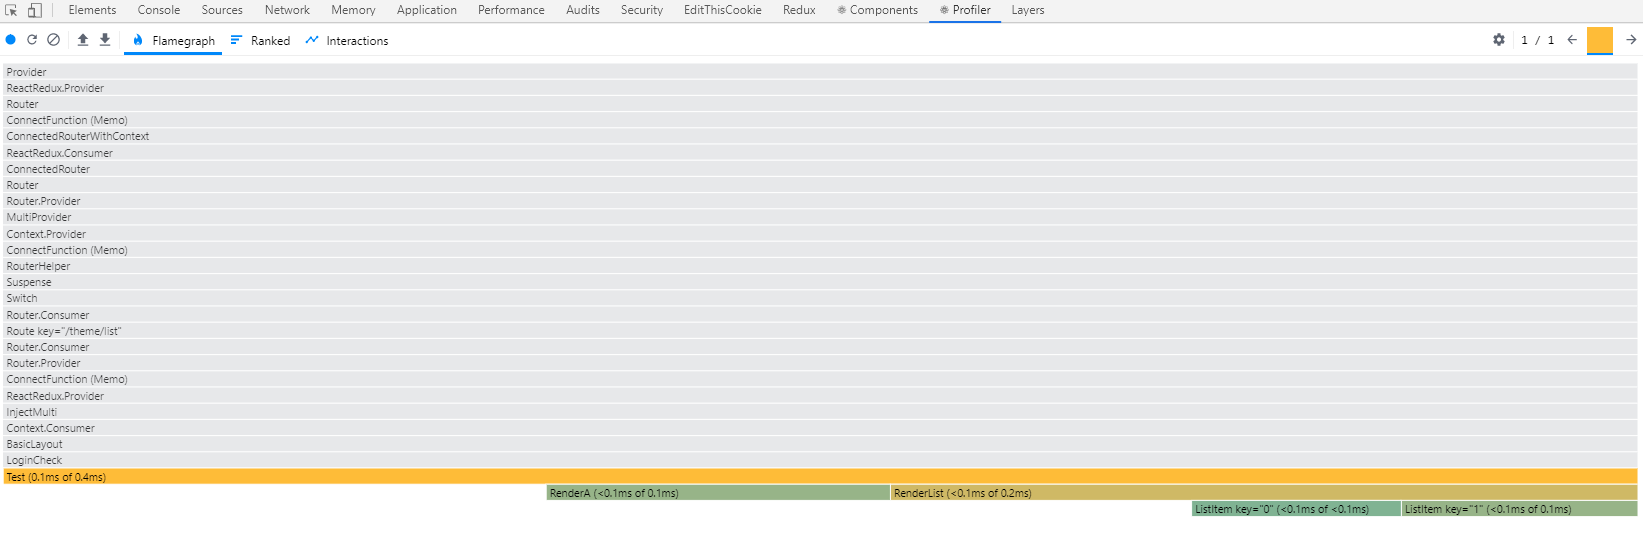 Elements Console Sources Network Memory Application Performance Audits Security EditThisCookie Redux Components Profiler Layers
Flamegraph Ranked Interactions 1 / 1
Provider
ReactRedux.Provider
Router
ConnectFunction (Memo)
ConnectedRouterWithContext
ReactRedux.Consumer
ConnectedRouter
Router
Router.Provider
MultiProvider
Context.Provider
ConnectFunction (Memo)
RouterHelper
Suspense
Switch
Router.Consumer
Route key="/theme/list"
Router.Consumer
Router.Provider
ConnectFunction (Memo)
ReactRedux.Provider
InjectMulti
Context.Consumer
BasicLayout
LoginCheck
Test (0.1ms of 0.4ms)
RenderA (<0.1ms of 0.1ms) RenderList (<0.1ms of 0.2ms)
ListItem key="0" (<0.1ms of <0.1ms) ListItem key="1" (<0.1ms of 0.1ms)